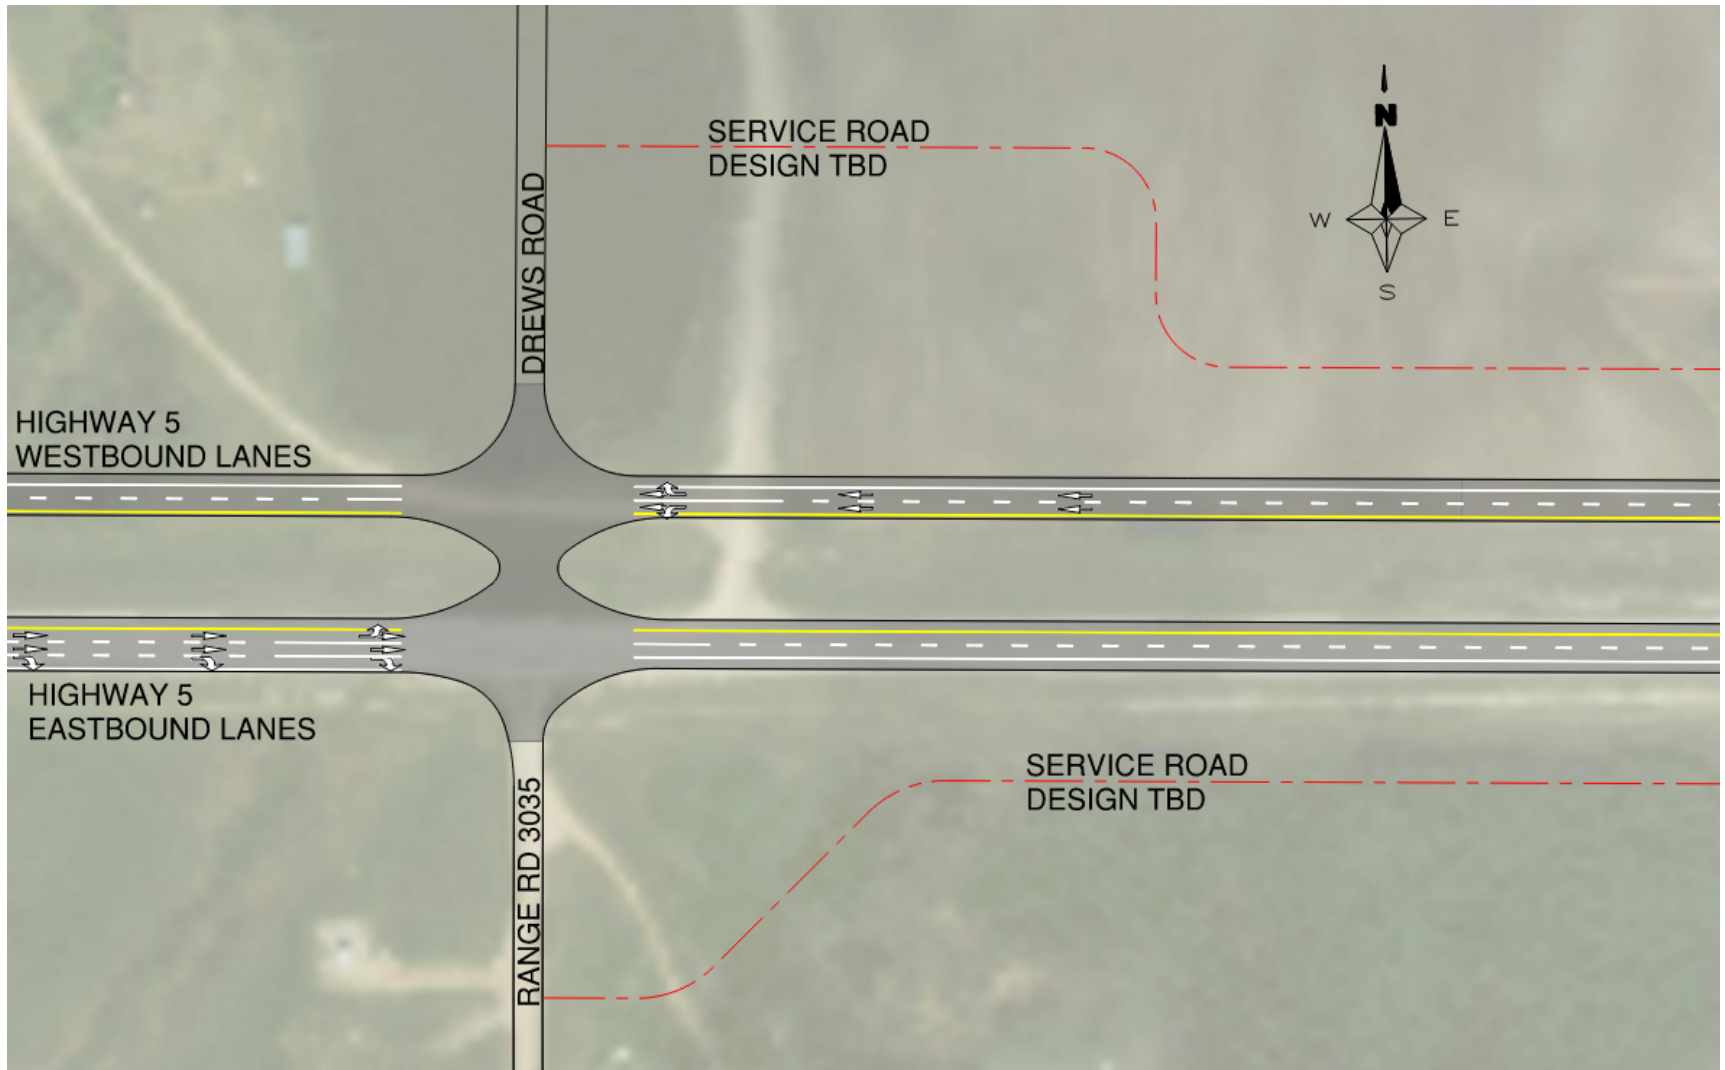 SERVICE ROAD
DESIGN TBD
N
W
E
S
DREWS ROAD
HIGHWAY 5
WESTBOUND LANES
HIGHWAY 5
EASTBOUND LANES
SERVICE ROAD
DESIGN TBD
RANGE RD 3035